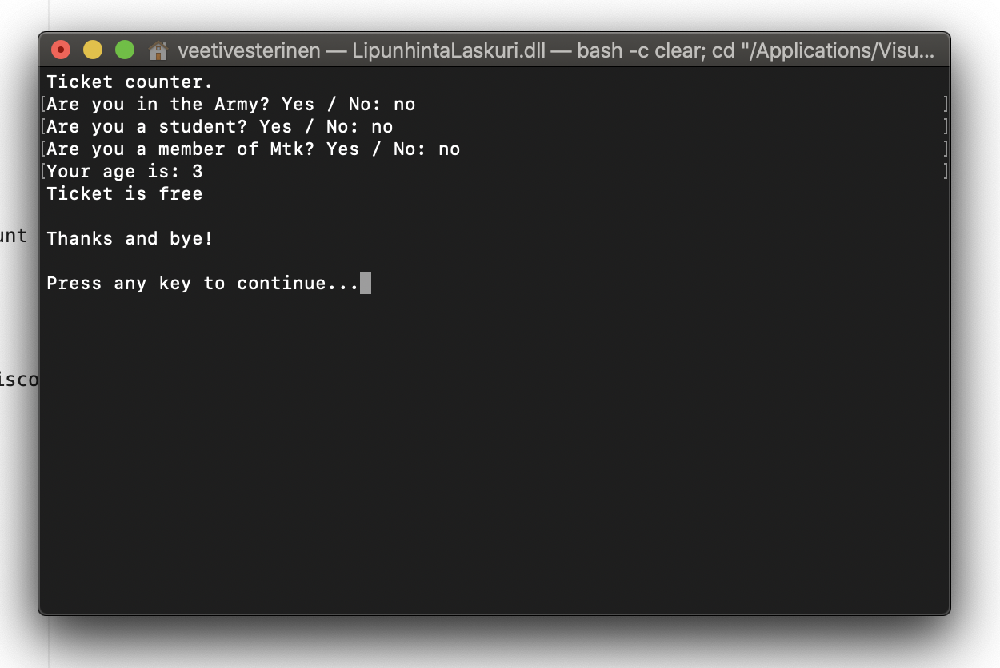 veetivesterinen — LipunhintaLaskuri.dll — bash -c clear; cd "/Applications/Visu...
Ticket counter.
[Are you in the Army? Yes / No: no ]
[Are you a student? Yes / No: no ]
[Are you a member of Mtk? Yes / No: no ]
[Your age is: 3 ]
Ticket is free
unt
Thanks and bye!
Press any key to continue...
isco